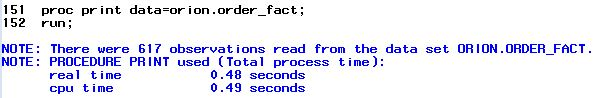 151  proc print data=orion.order_fact;
152  run;
NOTE: There were 617 observations read from the data set ORION.ORDER_FACT.
NOTE: PROCEDURE PRINT used (Total process time):
      real time           0.48 seconds
      cpu time            0.49 seconds